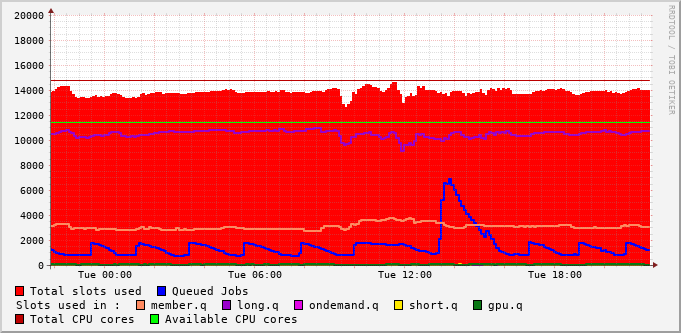 20000
18000
16000
14000
12000
10000
8000
6000
4000
2000
0
Tue 00:00 Tue 06:00 Tue 12:00 Tue 18:00
RRDTOOL / TOBI OETIKER
Total slots used Queued Jobs
Slots used in : member.q long.q ondemand.q short.q gpu.q
Total CPU cores Available CPU cores